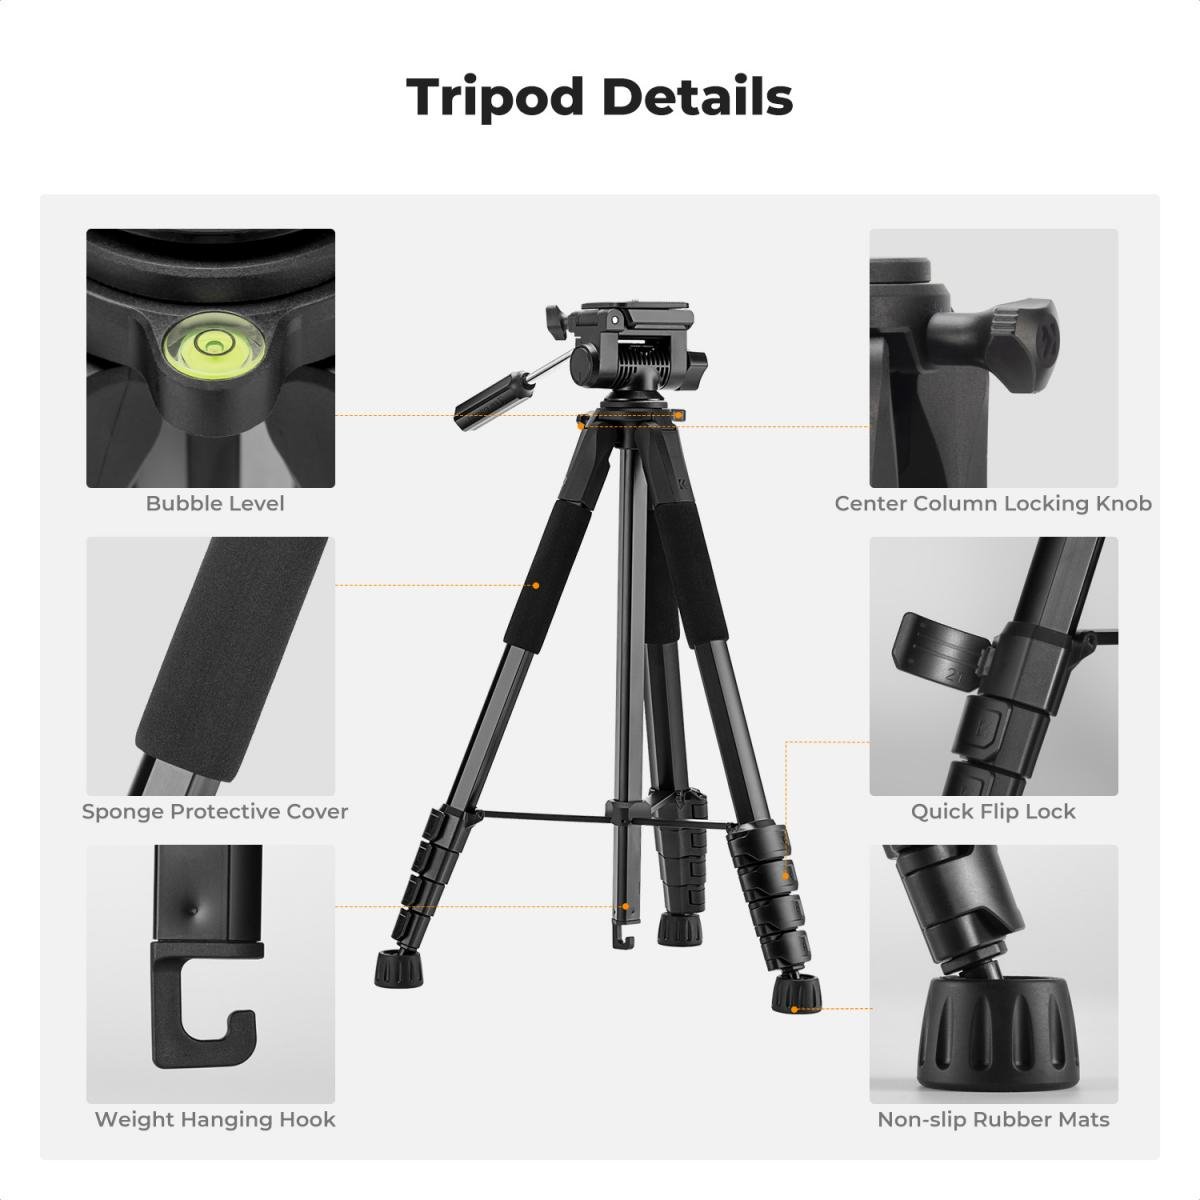 Tripod Details
Bubble Level
Center Column Locking Knob
Sponge Protective Cover
Quick Flip Lock
Weight Hanging Hook
Non-slip Rubber Mats